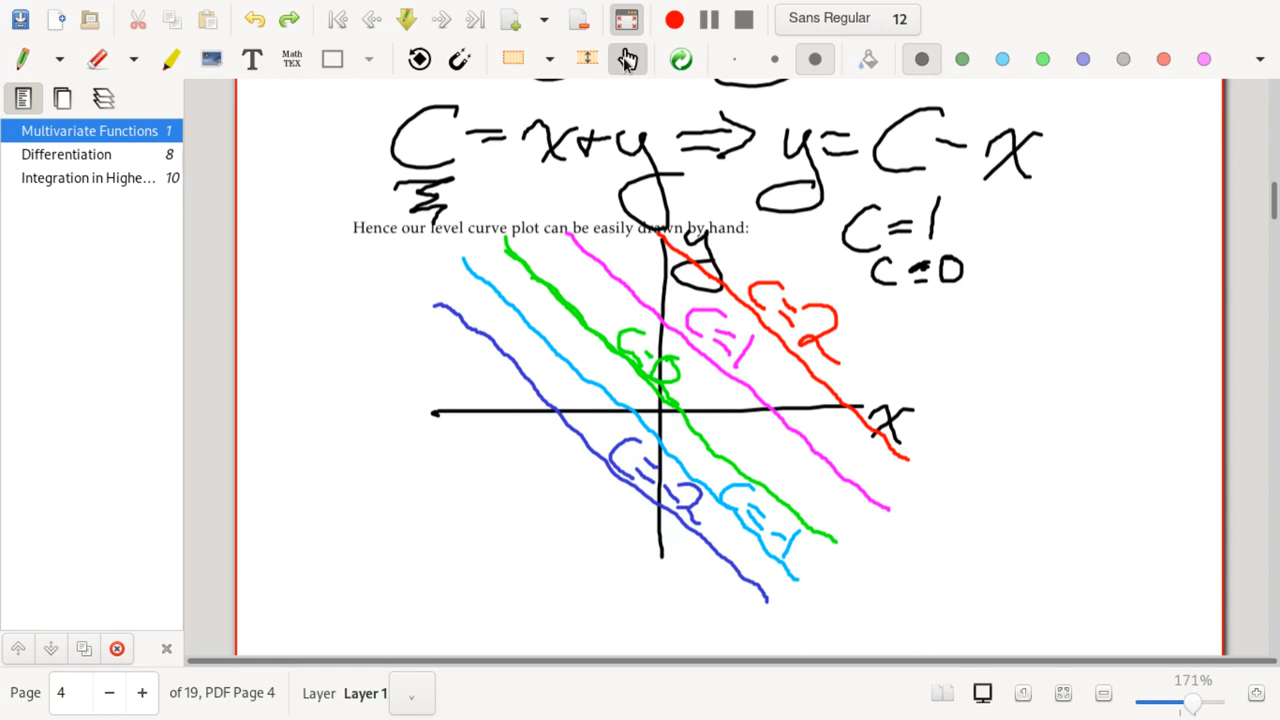 Sans Regular 12
Math
TEX
Multivariate Functions 1
Differentiation 8
Integration in Highe... 10
C = x+y ⇒ y = C - x
C = 1
Hence our level curve plot can be easily drawn by hand:
y
C = 0
C=2
C=1
C=0
x
C=-2
C=-1
Page 4 of 19, PDF Page 4 Layer Layer 1
171%